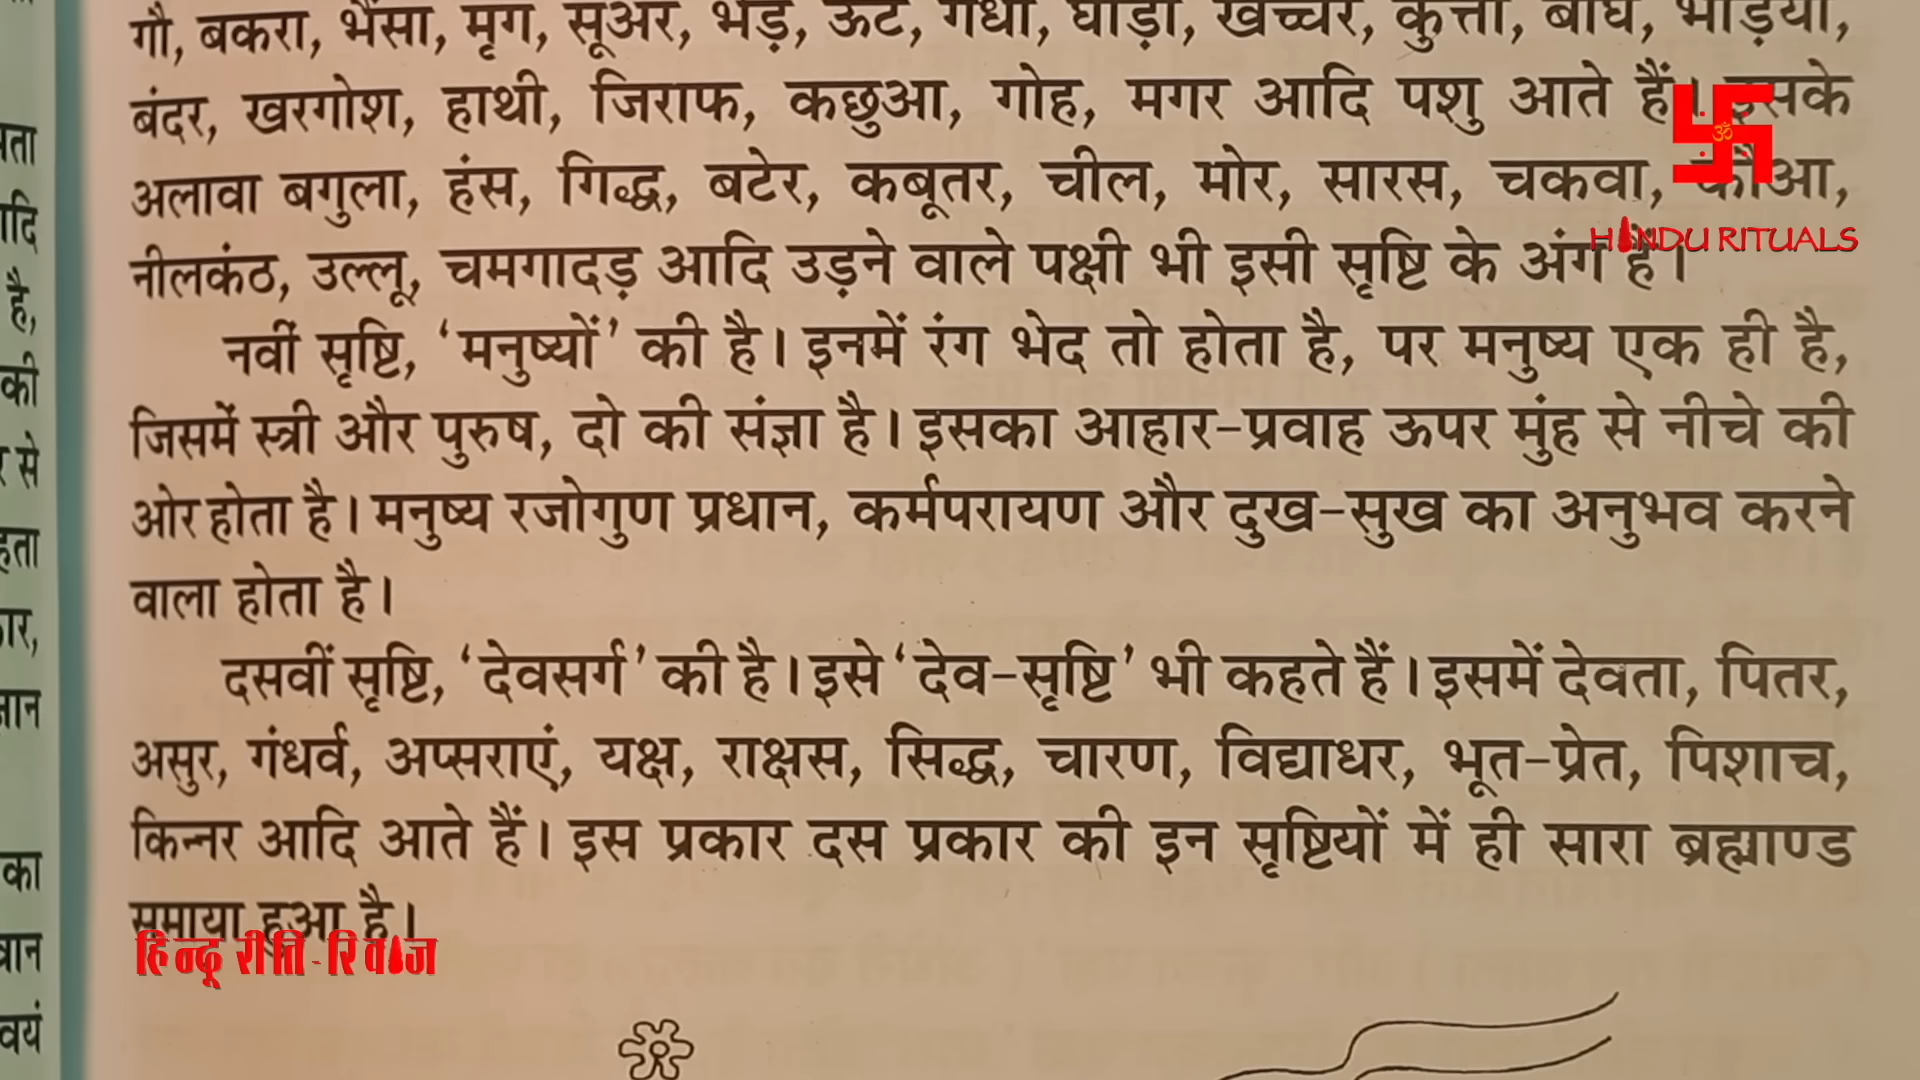 गौ, बकरा, भैंसा, मृग, सूअर, भेड़, ऊंट, गधा, घोड़ा, खच्चर, कुत्ता, बाघ, भेड़िया,
बंदर, खरगोश, हाथी, जिराफ, कछुआ, गोह, मगर आदि पशु आते हैं। इसके
अलावा बगुला, हंस, गिद्ध, बटेर, कबूतर, चील, मोर, सारस, चकवा, कौआ,
HINDU RITUALS
नीलकंठ, उल्लू, चमगादड़ आदि उड़ने वाले पक्षी भी इसी सृष्टि के अंग हैं।
नवीं सृष्टि, ‘मनुष्यों’ की है। इनमें रंग भेद तो होता है, पर मनुष्य एक ही है,
जिसमें स्त्री और पुरुष, दो की संज्ञा है। इसका आहार-प्रवाह ऊपर मुंह से नीचे की
ओर होता है। मनुष्य रजोगुण प्रधान, कर्मपरायण और दुख-सुख का अनुभव करने
वाला होता है।
दसवीं सृष्टि, ‘देवसर्ग’ की है। इसे ‘देव-सृष्टि’ भी कहते हैं। इसमें देवता, पितर,
असुर, गंधर्व, अप्सराएं, यक्ष, राक्षस, सिद्ध, चारण, विद्याधर, भूत-प्रेत, पिशाच,
किन्नर आदि आते हैं। इस प्रकार दस प्रकार की इन सृष्टियों में ही सारा ब्रह्माण्ड
समाया हुआ है।
हिन्दू रीति-रिवाज